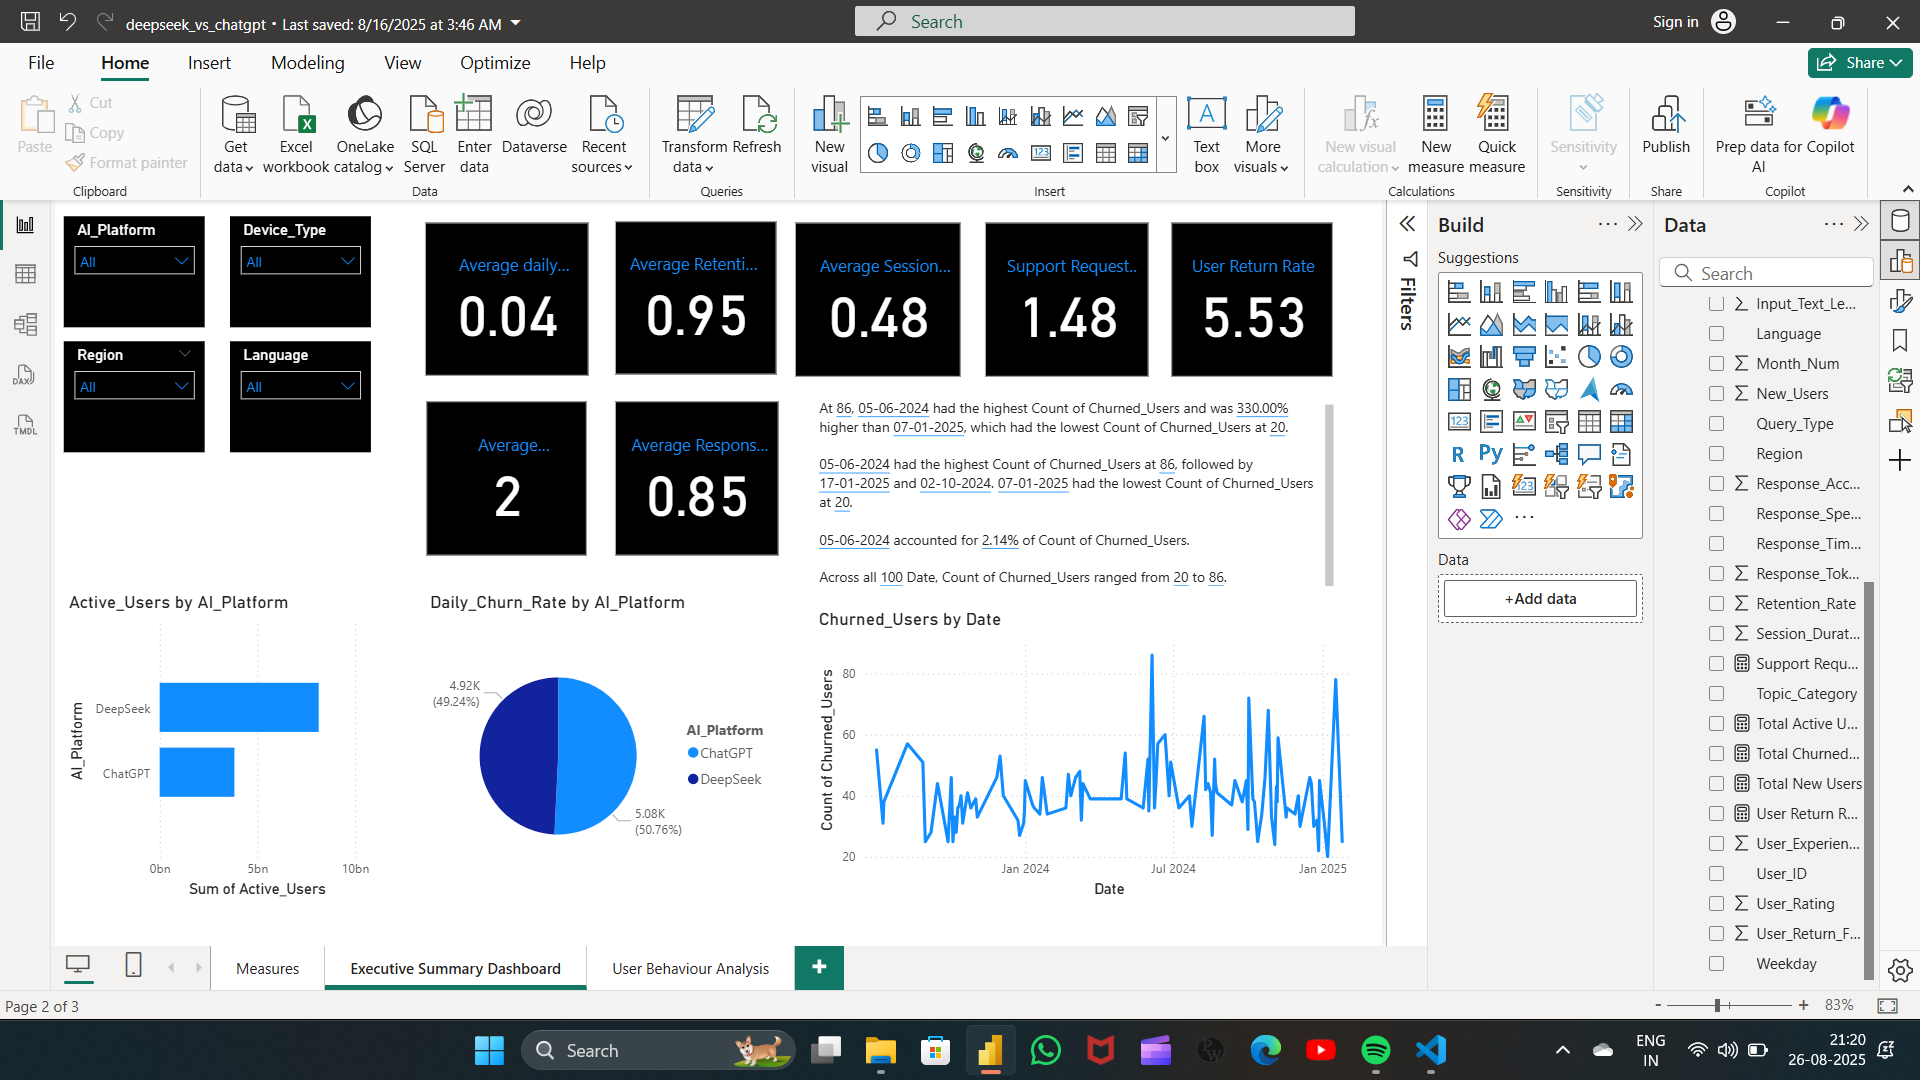 deepseek_vs_chatgpt • Last saved: 8/16/2025 at 3:46 AM
Search
Sign in
File
Home
Insert
Modeling
View
Optimize
Help
Share
Paste
Cut
Copy
Format painter
Clipboard
Get data
Excel workbook
OneLake catalog
SQL Server
Enter data
Dataverse
Recent sources
Data
Transform data
Refresh
Queries
New visual
Text box
More visuals
Insert
New visual calculation
New measure
Quick measure
Calculations
Sensitivity
Sensitivity
Publish
Share
Prep data for AI
Copilot
Copilot
AI_Platform
All
Device_Type
All
Region
All
Language
All
Average daily...
0.04
Average Retenti...
0.95
Average Session...
0.48
Support Request..
1.48
User Return Rate
5.53
Average...
2
Average Respons...
0.85
At 86, 05-06-2024 had the highest Count of Churned_Users and was 330.00%
higher than 07-01-2025, which had the lowest Count of Churned_Users at 20.
05-06-2024 had the highest Count of Churned_Users at 86, followed by
17-01-2025 and 02-10-2024. 07-01-2025 had the lowest Count of Churned_Users
at 20.
05-06-2024 accounted for 2.14% of Count of Churned_Users.
Across all 100 Date, Count of Churned_Users ranged from 20 to 86.
Active_Users by AI_Platform
AI_Platform
DeepSeek
ChatGPT
0bn
5bn
10bn
Sum of Active_Users
Daily_Churn_Rate by AI_Platform
4.92K
(49.24%)
5.08K
(50.76%)
AI_Platform
ChatGPT
DeepSeek
Churned_Users by Date
Count of Churned_Users
80
60
40
20
Jan 2024
Jul 2024
Jan 2025
Date
Filters
Build
Suggestions
123
R
Py
123
Data
+Add data
Data
Search
Input_Text_Le...
Language
Month_Num
New_Users
Query_Type
Region
Response_Acc...
Response_Spe...
Response_Tim...
Response_Tok...
Retention_Rate
Session_Durat...
Support Requ...
Topic_Category
Total Active U...
Total Churned...
Total New Users
User Return R...
User_Experien...
User_ID
User_Rating
User_Return_F...
Weekday
DAX
TMDL
Measures
Executive Summary Dashboard
User Behaviour Analysis
Page 2 of 3
83%
Search
ENG
IN
21:20
26-08-2025